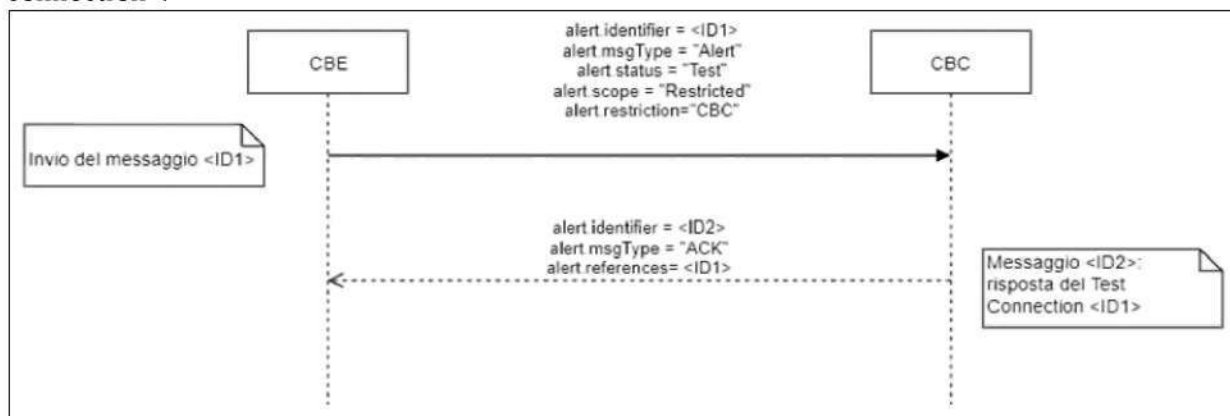 CBE
alert.identifier = <ID1>
alert.msgType = "Alert"
alert.status = "Test"
alert.scope = "Restricted"
alert.restriction="CBC"
CBC
Invio del messaggio <ID1>
alert.identifier = <ID2>
alert.msgType = "ACK"
alert.references= <ID1>
Messaggio <ID2>:
risposta del Test
Connection <ID1>